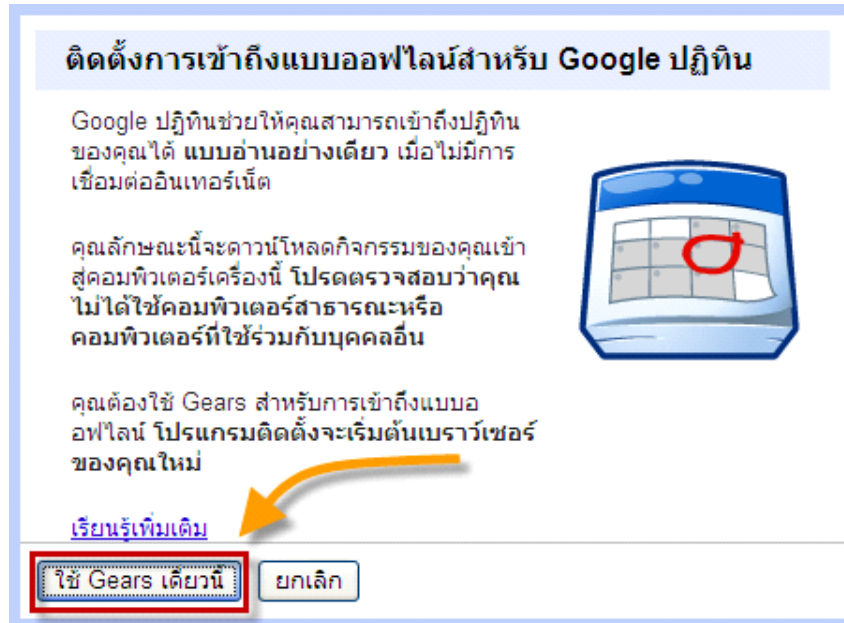 ติดตั้งการเข้าถึงแบบออฟไลน์สำหรับ Google ปฏิทิน
Google ปฏิทินช่วยให้คุณสามารถเข้าถึงปฏิทิน
ของคุณได้ แบบอ่านอย่างเดียว เมื่อไม่มีการ
เชื่อมต่ออินเทอร์เน็ต
คุณลักษณะนี้จะดาวน์โหลดกิจกรรมของคุณเข้า
สู่คอมพิวเตอร์เครื่องนี้ โปรดตรวจสอบว่าคุณ
ไม่ได้ใช้คอมพิวเตอร์สาธารณะหรือ
คอมพิวเตอร์ที่ใช้ร่วมกับบุคคลอื่น
คุณต้องใช้ Gears สำหรับการเข้าถึงแบบอ
อฟไลน์ โปรแกรมติดตั้งจะเริ่มต้นเบราว์เซอร์
ของคุณใหม่
เรียนรู้เพิ่มเติม
ใช้ Gears เดี๋ยวนี้ ยกเลิก